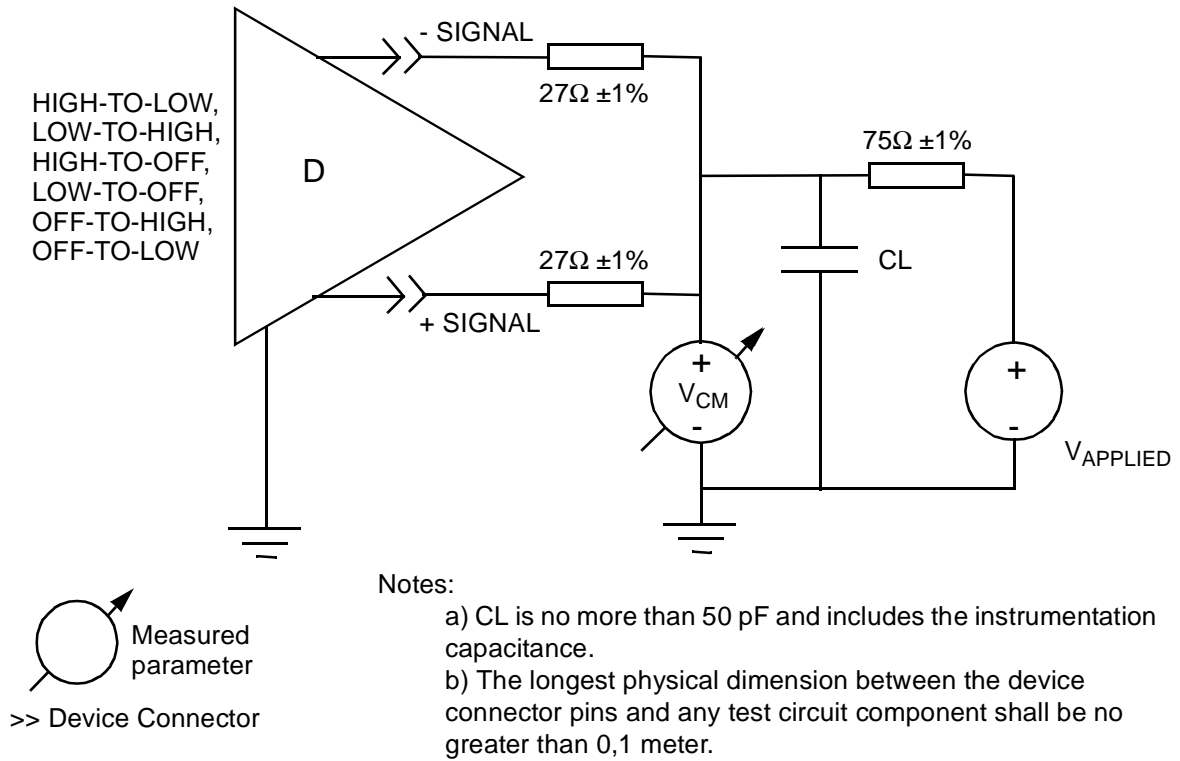 - SIGNAL
27Ω ±1%
HIGH-TO-LOW,
LOW-TO-HIGH,
HIGH-TO-OFF,
LOW-TO-OFF,
OFF-TO-HIGH,
OFF-TO-LOW
D
75Ω ±1%
27Ω ±1%
CL
+ SIGNAL
+
VCM
-
+
-
VAPPLIED
Notes:
a) CL is no more than 50 pF and includes the instrumentation
capacitance.
b) The longest physical dimension between the device
connector pins and any test circuit component shall be no
greater than 0,1 meter.
Measured
parameter
>> Device Connector